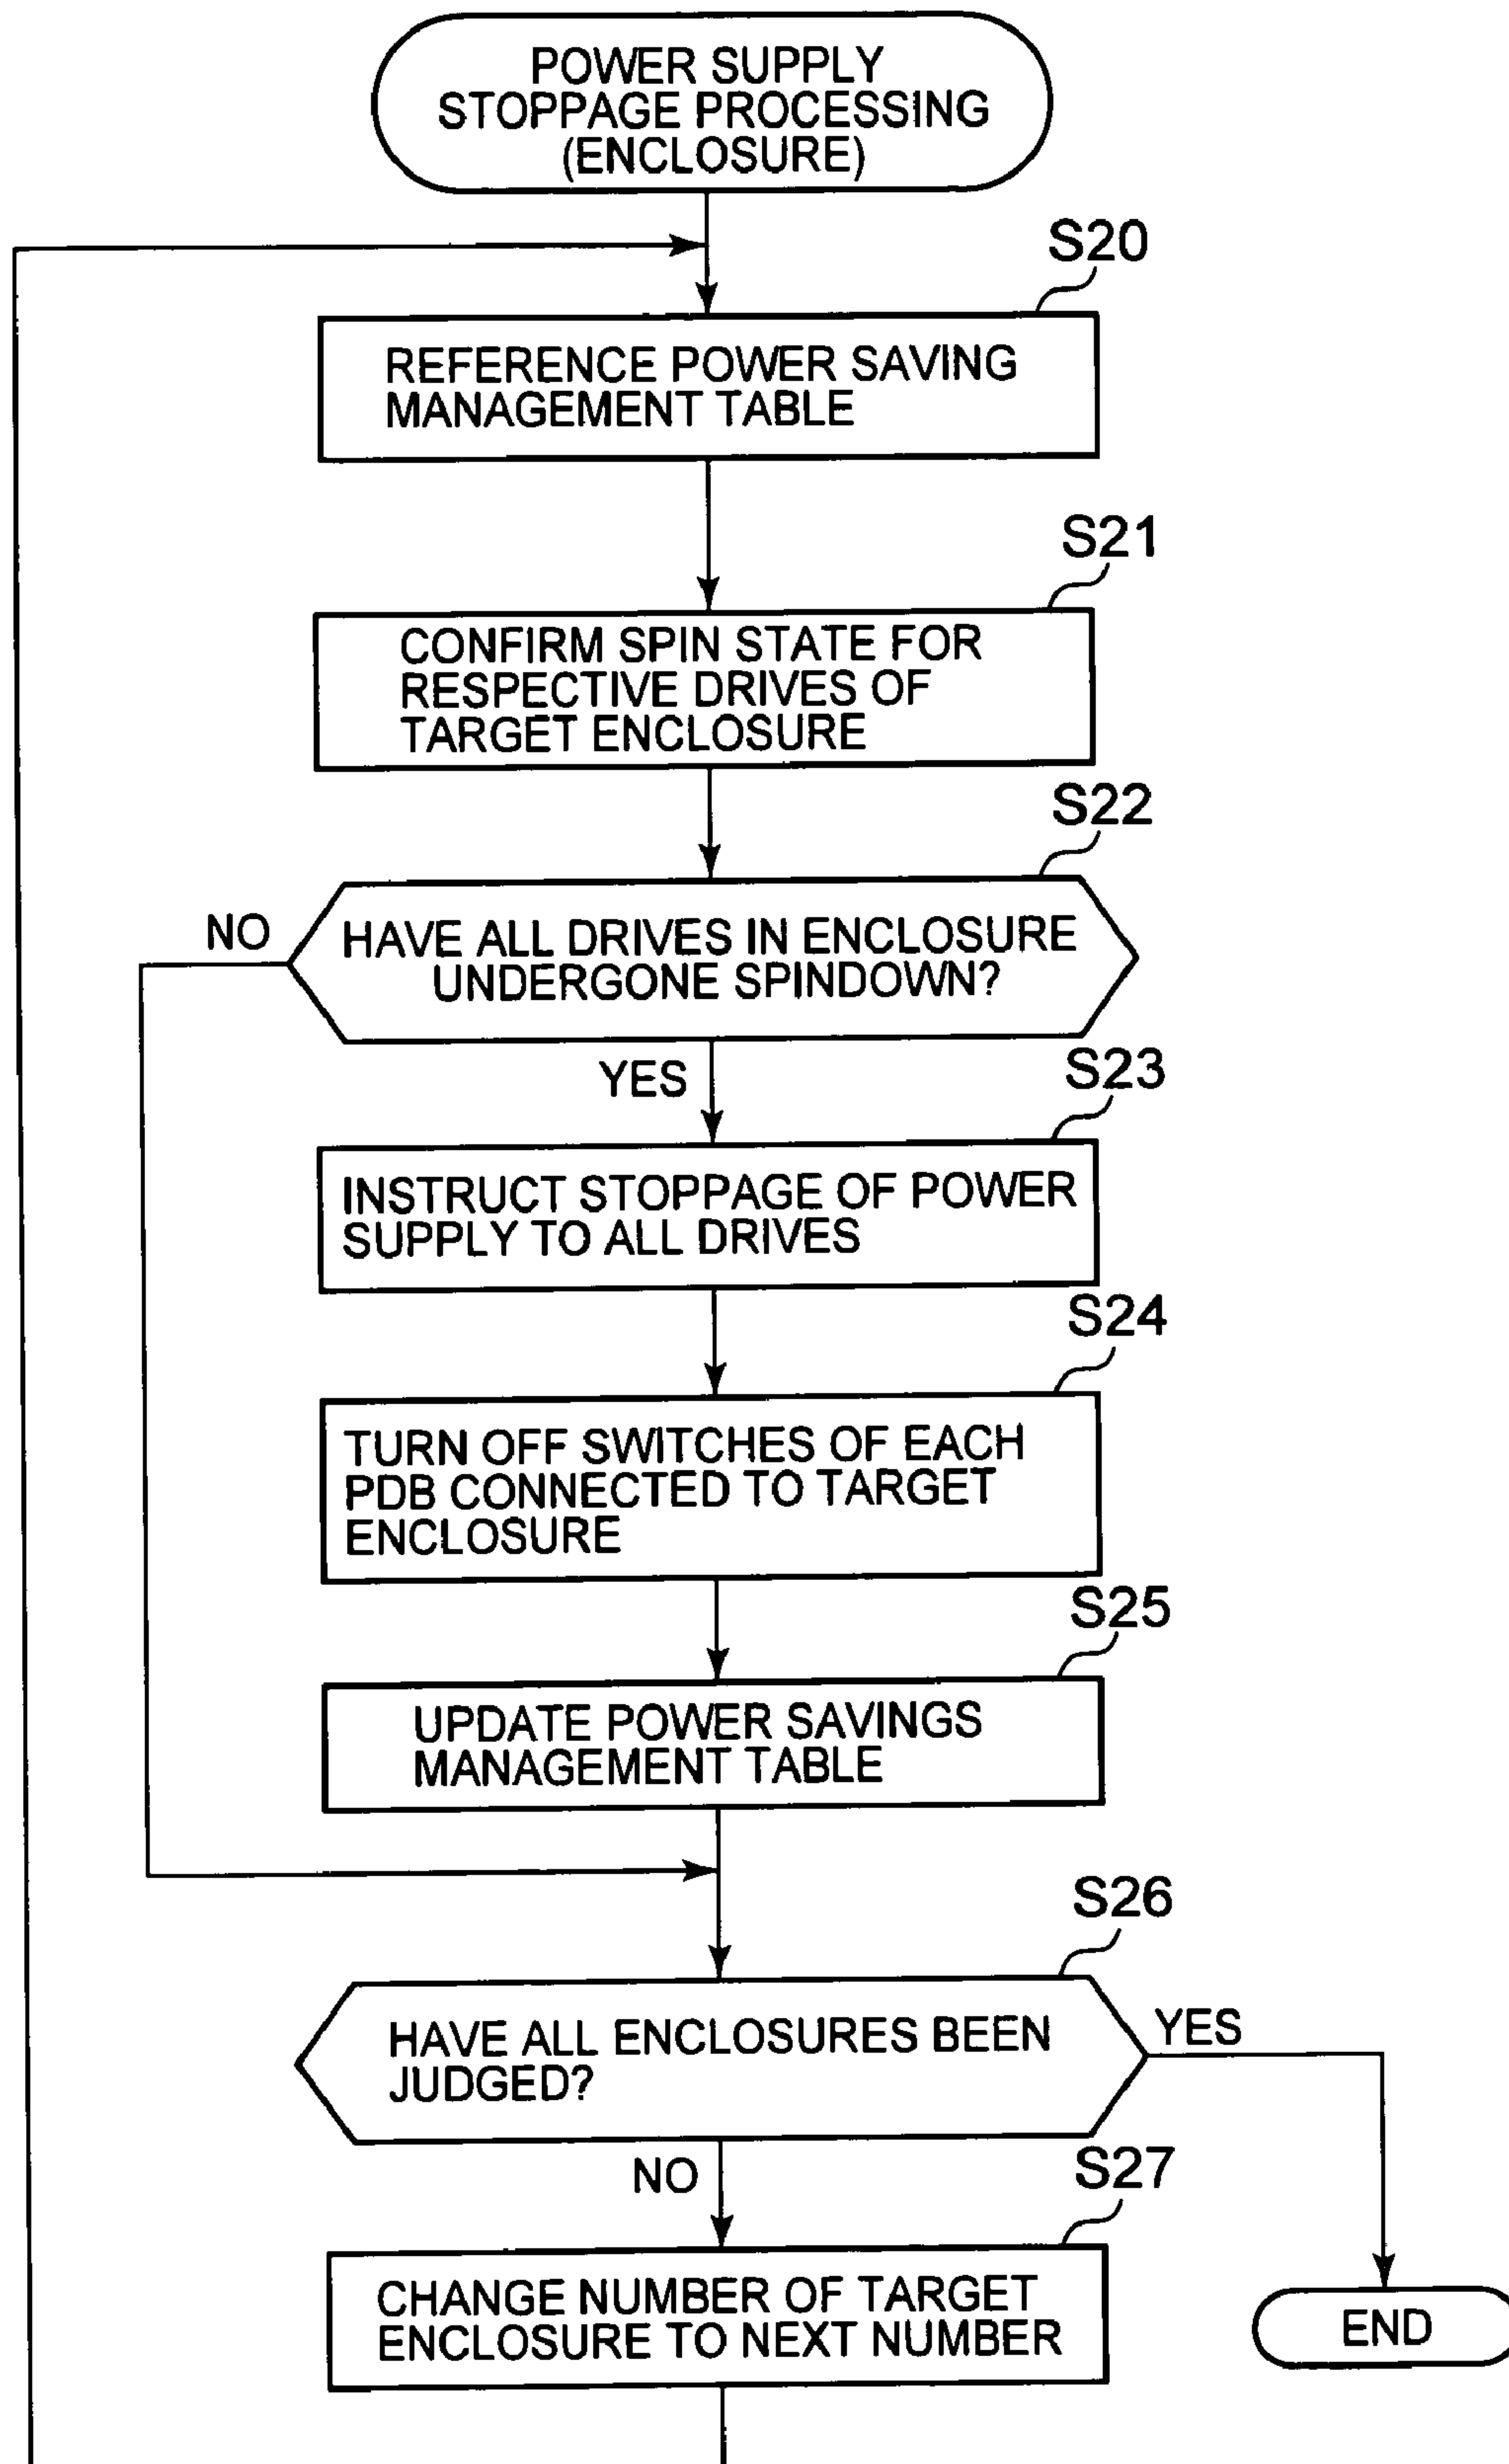 POWER SUPPLY
STOPPAGE PROCESSING
(ENCLOSURE)
S20
REFERENCE POWER SAVING
MANAGEMENT TABLE
S21
CONFIRM SPIN STATE FOR
RESPECTIVE DRIVES OF
TARGET ENCLOSURE
S22
NO
HAVE ALL DRIVES IN ENCLOSURE
UNDERGONE SPINDOWN?
YES
S23
INSTRUCT STOPPAGE OF POWER
SUPPLY TO ALL DRIVES
S24
TURN OFF SWITCHES OF EACH
PDB CONNECTED TO TARGET
ENCLOSURE
S25
UPDATE POWER SAVINGS
MANAGEMENT TABLE
S26
HAVE ALL ENCLOSURES BEEN
JUDGED?
YES
NO
S27
CHANGE NUMBER OF TARGET
ENCLOSURE TO NEXT NUMBER
END